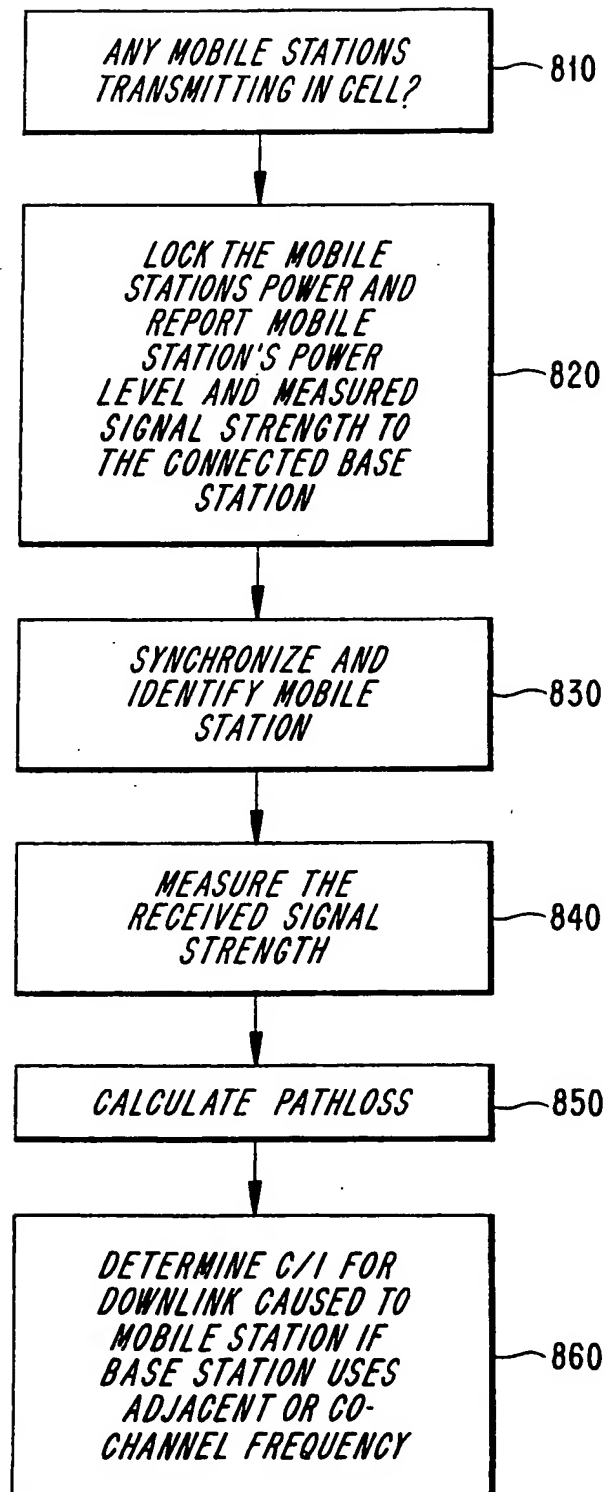 ANY MOBILE STATIONS
TRANSMITTING IN CELL?
810
LOCK THE MOBILE
STATIONS POWER AND
REPORT MOBILE
STATION'S POWER
LEVEL AND MEASURED
SIGNAL STRENGTH TO
THE CONNECTED BASE
STATION
820
SYNCHRONIZE AND
IDENTIFY MOBILE
STATION
830
MEASURE THE
RECEIVED SIGNAL
STRENGTH
840
CALCULATE PATHLOSS
850
DETERMINE C/I FOR
DOWNLINK CAUSED TO
MOBILE STATION IF
BASE STATION USES
ADJACENT OR CO-
CHANNEL FREQUENCY
860